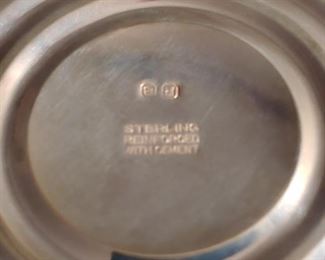 STERLING
REINFORCED
WITH CEMENT